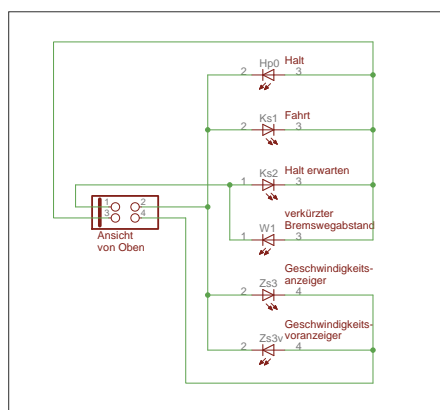 Hp0 Halt
2 3
Ks1 Fahrt
2 3
Ks2 Halt erwarten
1 3
verkürzter
Bremswegabstand
W1
1 3
1 2
3 4
Ansicht
von Oben
Geschwindigkeits-
anzeiger
Zs3
2 4
Geschwindigkeits-
voranzeiger
Zs3v
2 4